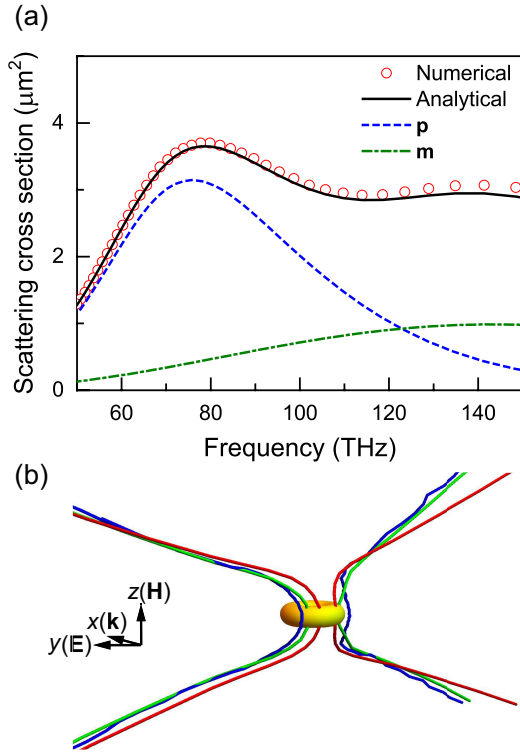 (a)
Scattering cross section (μm²)
4
2
0
Numerical
Analytical
p
m
60 80 100 120 140
Frequency (THz)
(b)
z(H)
x(k)
y(E)